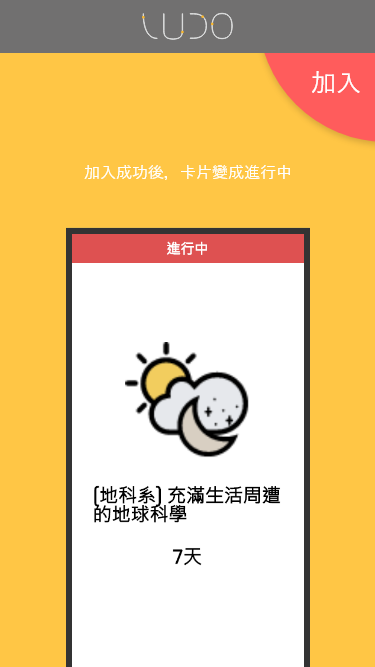 LUDO
加入
加入成功後，卡片變成進行中
進行中
[地科系] 充滿生活周遭
的地球科學
7天